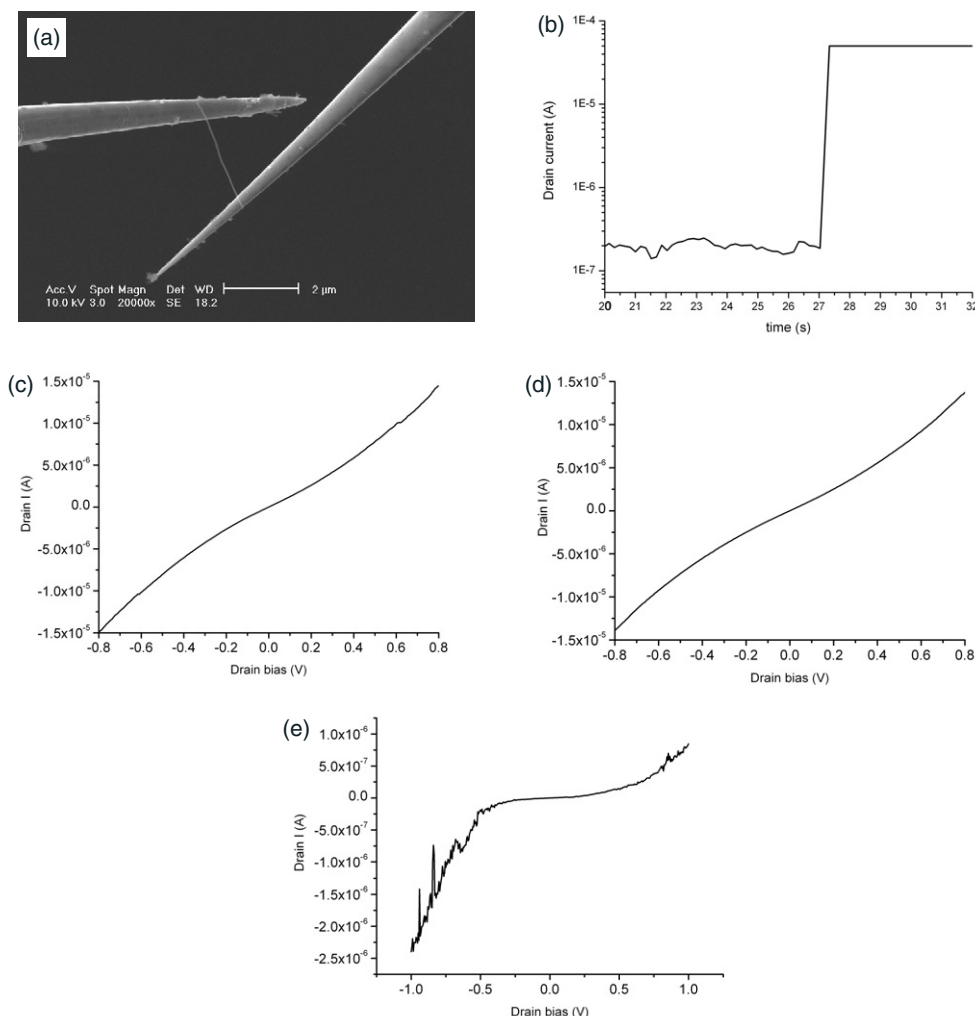 (a)
Acc.V Spot Magn Det WD
10.0 kV 3.0 20000x SE 18.2
2 μm
(b)
1E-4
1E-5
1E-6
1E-7
Drain current (A)
20 20 21 22 23 24 25 26 27 28 29 30 31 32
time (s)
(c)
1.5x10⁻⁵
1.0x10⁻⁵
5.0x10⁻⁶
0.0
-5.0x10⁻⁶
-1.0x10⁻⁵
-1.5x10⁻⁵
Drain I (A)
-0.8 -0.6 -0.4 -0.2 0.0 0.2 0.4 0.6 0.8
Drain bias (V)
(d)
1.5x10⁻⁵
1.0x10⁻⁵
5.0x10⁻⁶
0.0
-5.0x10⁻⁶
-1.0x10⁻⁵
-1.5x10⁻⁵
Drain I (A)
-0.8 -0.6 -0.4 -0.2 0.0 0.2 0.4 0.6 0.8
Drain bias (V)
(e)
1.0x10⁻⁶
5.0x10⁻⁷
0.0
-5.0x10⁻⁷
-1.0x10⁻⁶
-1.5x10⁻⁶
-2.0x10⁻⁶
-2.5x10⁻⁶
Drain I (A)
-1.0 -0.5 0.0 0.5 1.0
Drain bias (V)